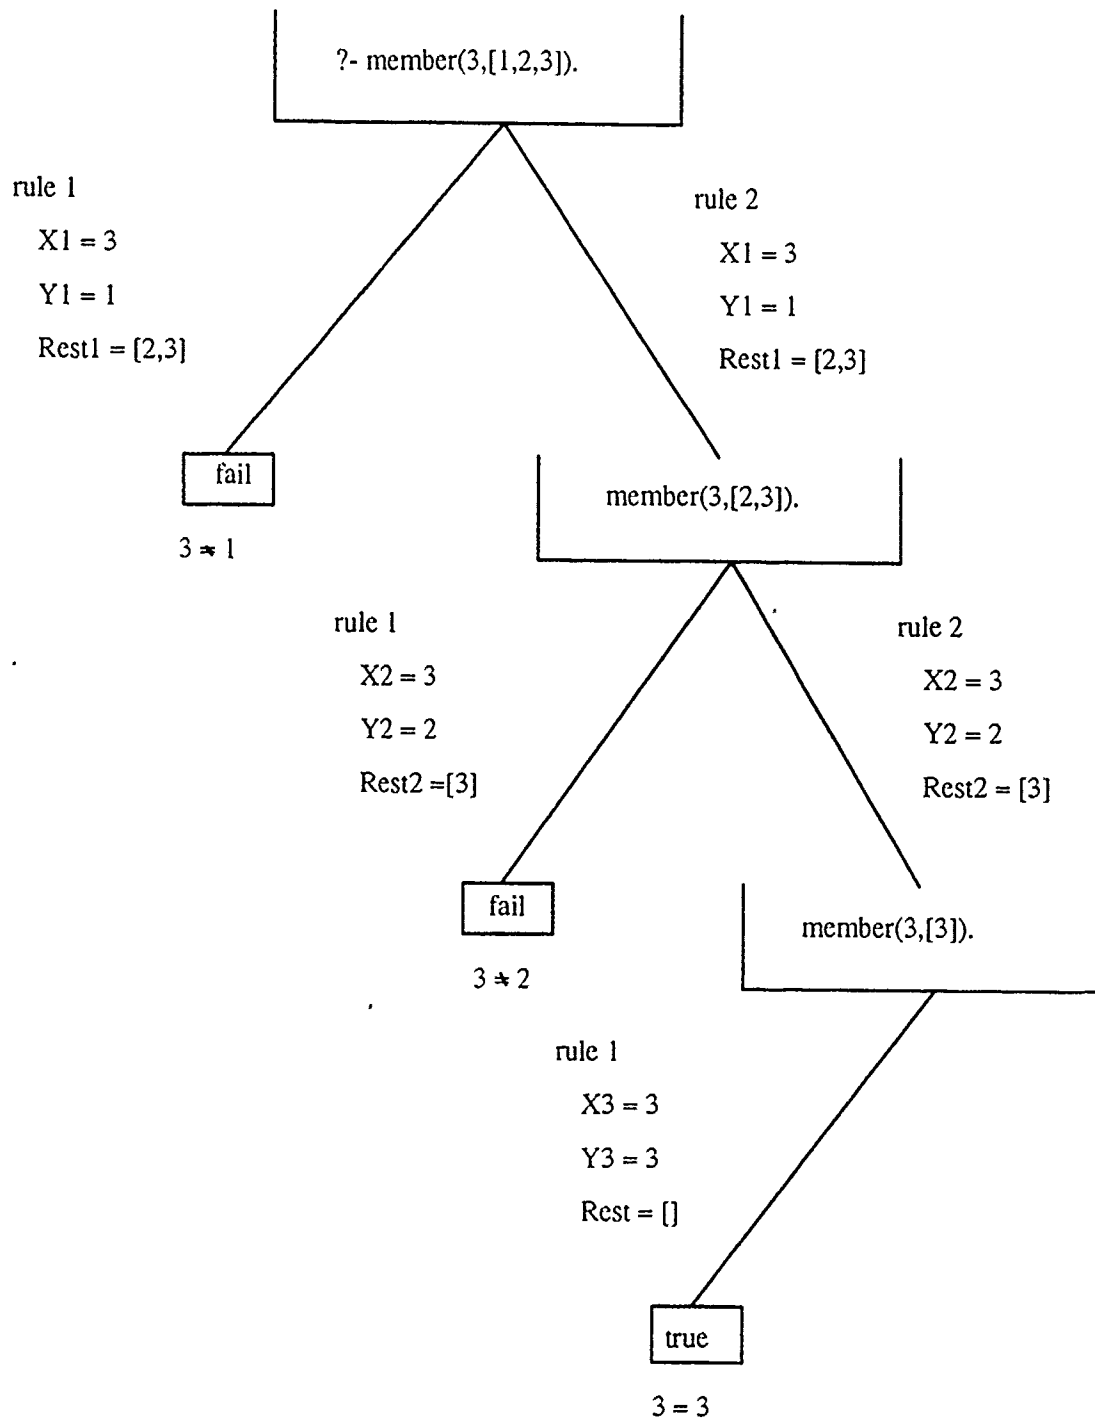 ?- member(3,[1,2,3]).
rule 1
X1 = 3
Y1 = 1
Rest1 = [2,3]
rule 2
X1 = 3
Y1 = 1
Rest1 = [2,3]
fail
3 ≠ 1
member(3,[2,3]).
rule 1
X2 = 3
Y2 = 2
Rest2 =[3]
rule 2
X2 = 3
Y2 = 2
Rest2 = [3]
fail
3 ≠ 2
member(3,[3]).
rule 1
X3 = 3
Y3 = 3
Rest = []
true
3 = 3